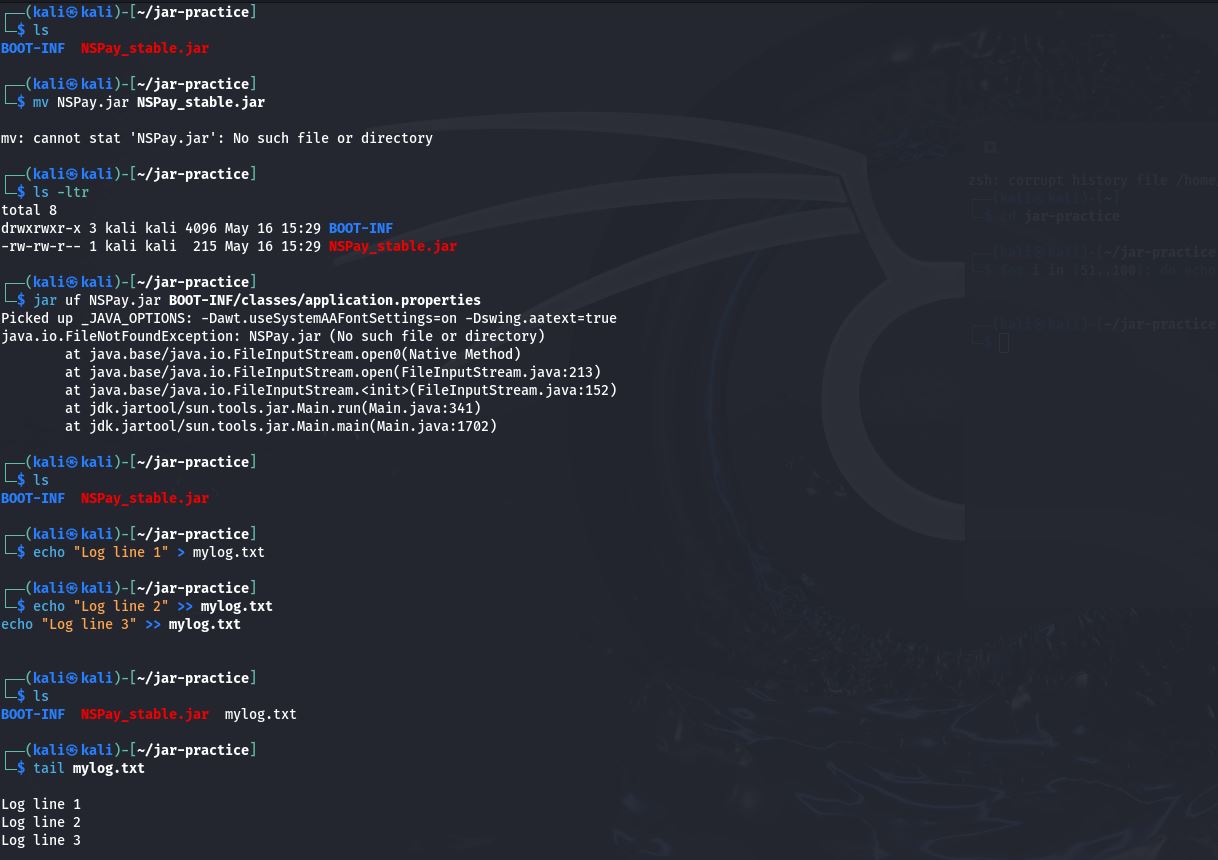 ┌──(kali㉿kali)-[~/jar-practice]
└─$ ls
BOOT-INF  NSPay_stable.jar
┌──(kali㉿kali)-[~/jar-practice]
└─$ mv NSPay.jar NSPay_stable.jar
mv: cannot stat 'NSPay.jar': No such file or directory
┌──(kali㉿kali)-[~/jar-practice]
└─$ ls -ltr
total 8
drwxrwxr-x 3 kali kali 4096 May 16 15:29 BOOT-INF
-rw-rw-r-- 1 kali kali  215 May 16 15:29 NSPay_stable.jar
┌──(kali㉿kali)-[~/jar-practice]
└─$ jar uf NSPay.jar BOOT-INF/classes/application.properties
Picked up _JAVA_OPTIONS: -Dawt.useSystemAAFontSettings=on -Dswing.aatext=true
java.io.FileNotFoundException: NSPay.jar (No such file or directory)
        at java.base/java.io.FileInputStream.open0(Native Method)
        at java.base/java.io.FileInputStream.open(FileInputStream.java:213)
        at java.base/java.io.FileInputStream.<init>(FileInputStream.java:152)
        at jdk.jartool/sun.tools.jar.Main.run(Main.java:341)
        at jdk.jartool/sun.tools.jar.Main.main(Main.java:1702)
┌──(kali㉿kali)-[~/jar-practice]
└─$ ls
BOOT-INF  NSPay_stable.jar
┌──(kali㉿kali)-[~/jar-practice]
└─$ echo "Log line 1" > mylog.txt
┌──(kali㉿kali)-[~/jar-practice]
└─$ echo "Log line 2" >> mylog.txt
echo "Log line 3" >> mylog.txt
┌──(kali㉿kali)-[~/jar-practice]
└─$ ls
BOOT-INF  NSPay_stable.jar  mylog.txt
┌──(kali㉿kali)-[~/jar-practice]
└─$ tail mylog.txt
Log line 1
Log line 2
Log line 3
zsh: corrupt history file /home
┌──(kali㉿kali)-[~]
└─$ cd jar-practice
┌──(kali㉿kali)-[~/jar-practice
└─$ for i in {51..100}; do echo
┌──(kali㉿kali)-[~/jar-practice
└─$